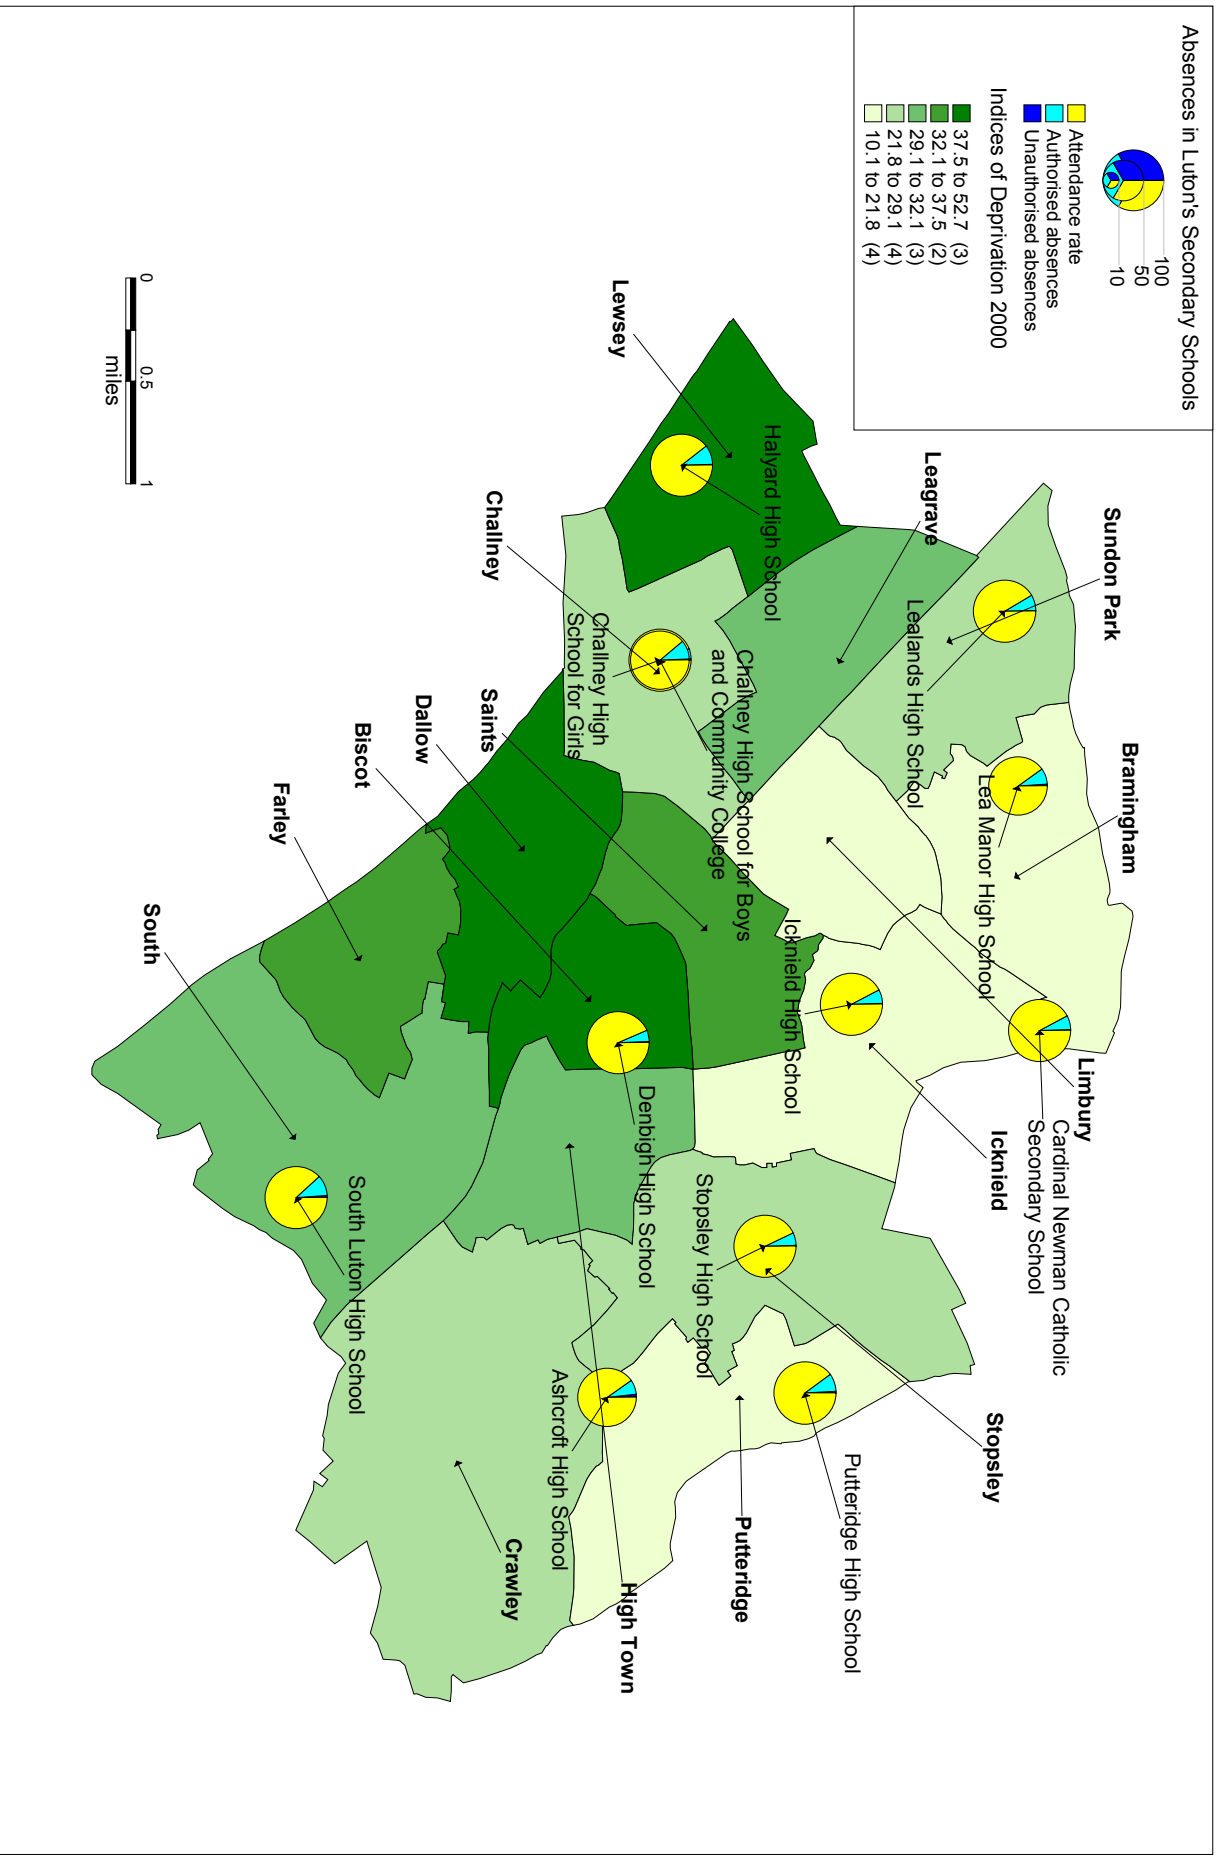 Absences in Luton's Secondary Schools
100
50
10
Attendance rate
Authorised absences
Unauthorised absences
Indices of Deprivation 2000
37.5 to 52.7 (3)
32.1 to 37.5 (2)
29.1 to 32.1 (3)
21.8 to 29.1 (4)
10.1 to 21.8 (4)
Sundon Park
Bramingham
Limbury
Cardinal Newman Catholic
Secondary School
Icknield
Stopsley
Leagrave
Lealands High School
Lea Manor High School
Putteridge High School
Halyard High School
Challney High School for Boys
and Community College
Icknield High School
Stopsley High School
Putteridge
Lewsey
Challney High
School for Girls
Denbigh High School
High Town
Ashcroft High School
Challney
Saints
Dallow
Biscot
Crawley
Farley
South Luton High School
South
0
0.5
1
miles